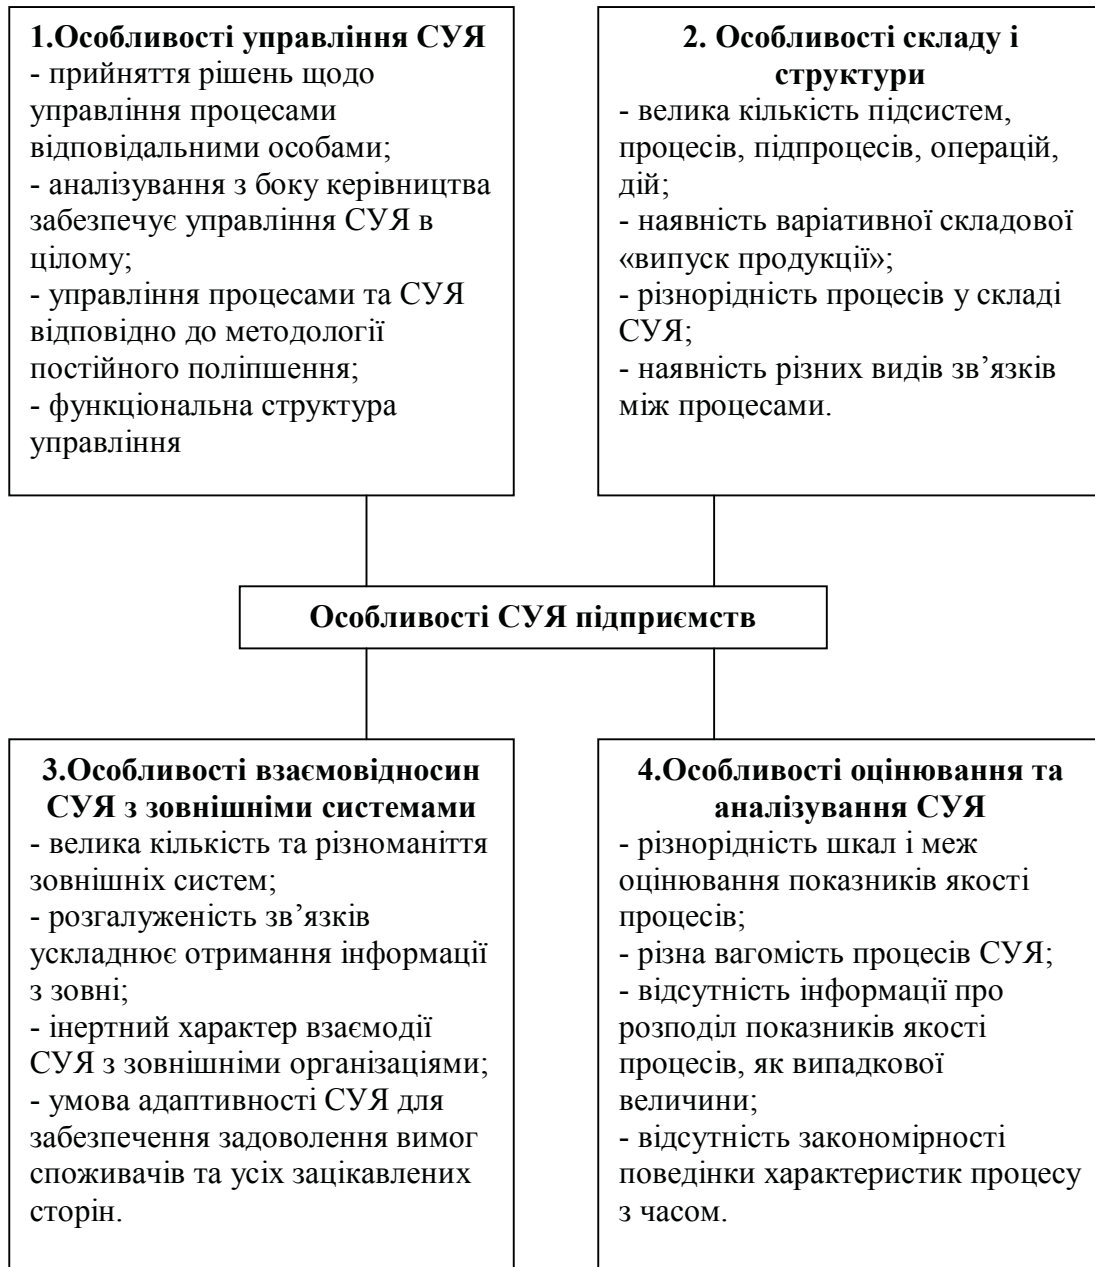 1.Особливості управління СУЯ
- прийняття рішень щодо
управління процесами
відповідальними особами;
- аналізування з боку керівництва
забезпечує управління СУЯ в
цілому;
- управління процесами та СУЯ
відповідно до методології
постійного поліпшення;
- функціональна структура
управління
2. Особливості складу і
структури
- велика кількість підсистем,
процесів, підпроцесів, операцій,
дій;
- наявність варіативної складової
«випуск продукції»;
- різнорідність процесів у складі
СУЯ;
- наявність різних видів зв’язків
між процесами.
Особливості СУЯ підприємств
3.Особливості взаємовідносин
СУЯ з зовнішніми системами
- велика кількість та різноманіття
зовнішніх систем;
- розгалуженість зв’язків
ускладнює отримання інформації
з зовні;
- інертний характер взаємодії
СУЯ з зовнішніми організаціями;
- умова адаптивності СУЯ для
забезпечення задоволення вимог
споживачів та усіх зацікавлених
сторін.
4.Особливості оцінювання та
аналізування СУЯ
- різнорідність шкал і меж
оцінювання показників якості
процесів;
- різна вагомість процесів СУЯ;
- відсутність інформації про
розподіл показників якості
процесів, як випадкової
величини;
- відсутність закономірності
поведінки характеристик процесу
з часом.